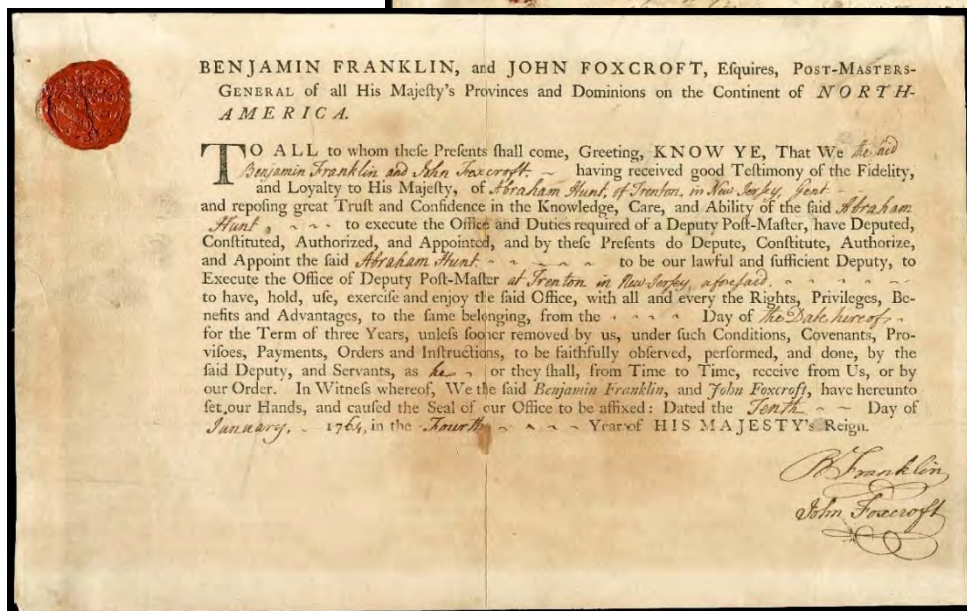 BENJAMIN FRANKLIN, and JOHN FOXCROFT, Eſquires, POST-MASTERS-
GENERAL of all His Majeſty's Provinces and Dominions on the Continent of NORTH-
AMERICA.
TO ALL to whom theſe Preſents ſhall come, Greeting, KNOW YE, That We the said
Benjamin Franklin and John Foxcroft. ~ having received good Teſtimony of the Fidelity,
and Loyalty to His Majeſty, of Abraham Hunt, of Trenton, in New Jersey, Gent ~ -
and repoſing great Truſt and Confidence in the Knowledge, Care, and Ability of the ſaid Abraham
Hunt, ~ ~ ~ to execute the Office and Duties required of a Deputy Poſt-Maſter, have Deputed,
Conſtituted, Authorized, and Appointed, and by theſe Preſents do Depute, Conſtitute, Authorize,
and Appoint the ſaid Abraham Hunt ~ ~ ~ ~ ~ to be our lawful and ſufficient Deputy, to
Execute the Office of Deputy Poſt-Maſter at Trenton in New Jersey, aforesaid. ~ ~ ~ ~ ~ ~
to have, hold, uſe, exerciſe and enjoy the ſaid Office, with all and every the Rights, Privileges, Be-
nefits and Advantages, to the ſame belonging, from the ~ ~ ~ ~ Day of the Date hereof ~
for the Term of three Years, unleſs ſooner removed by us, under ſuch Conditions, Covenants, Pro-
viſoes, Payments, Orders and Inſtructions, to be faithfully obſerved, performed, and done, by the
ſaid Deputy, and Servants, as he ~ or they ſhall, from Time to Time, receive from Us, or by
our Order. In Witneſs whereof, We the ſaid Benjamin Franklin, and John Foxcroft, have hereunto
ſet our Hands, and cauſed the Seal of our Office to be affixed: Dated the Tenth ~ ~ Day of
January. ~ 1764, in the Fourth ~ ~ ~ ~ Year of HIS MAJESTY's Reign.
B Franklin
John Foxcroft